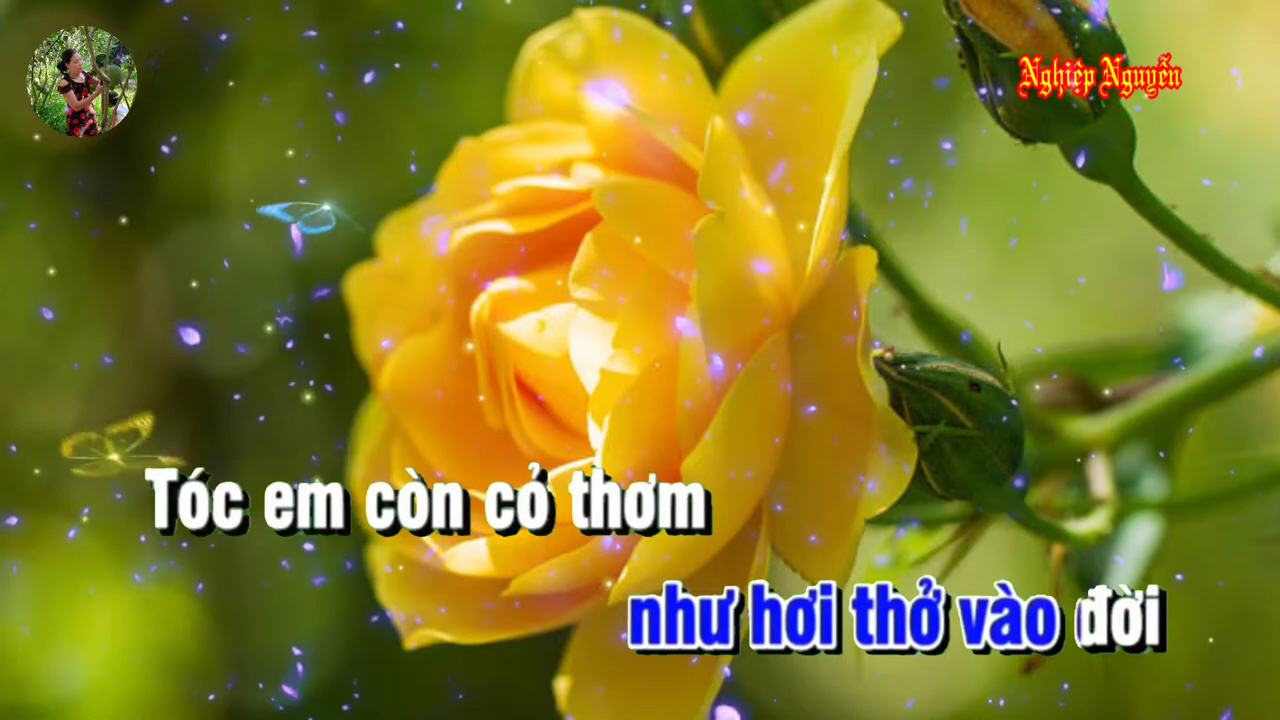 Nghiệp Nguyễn
Tóc em còn cỏ thơm
như hơi thở vào đời